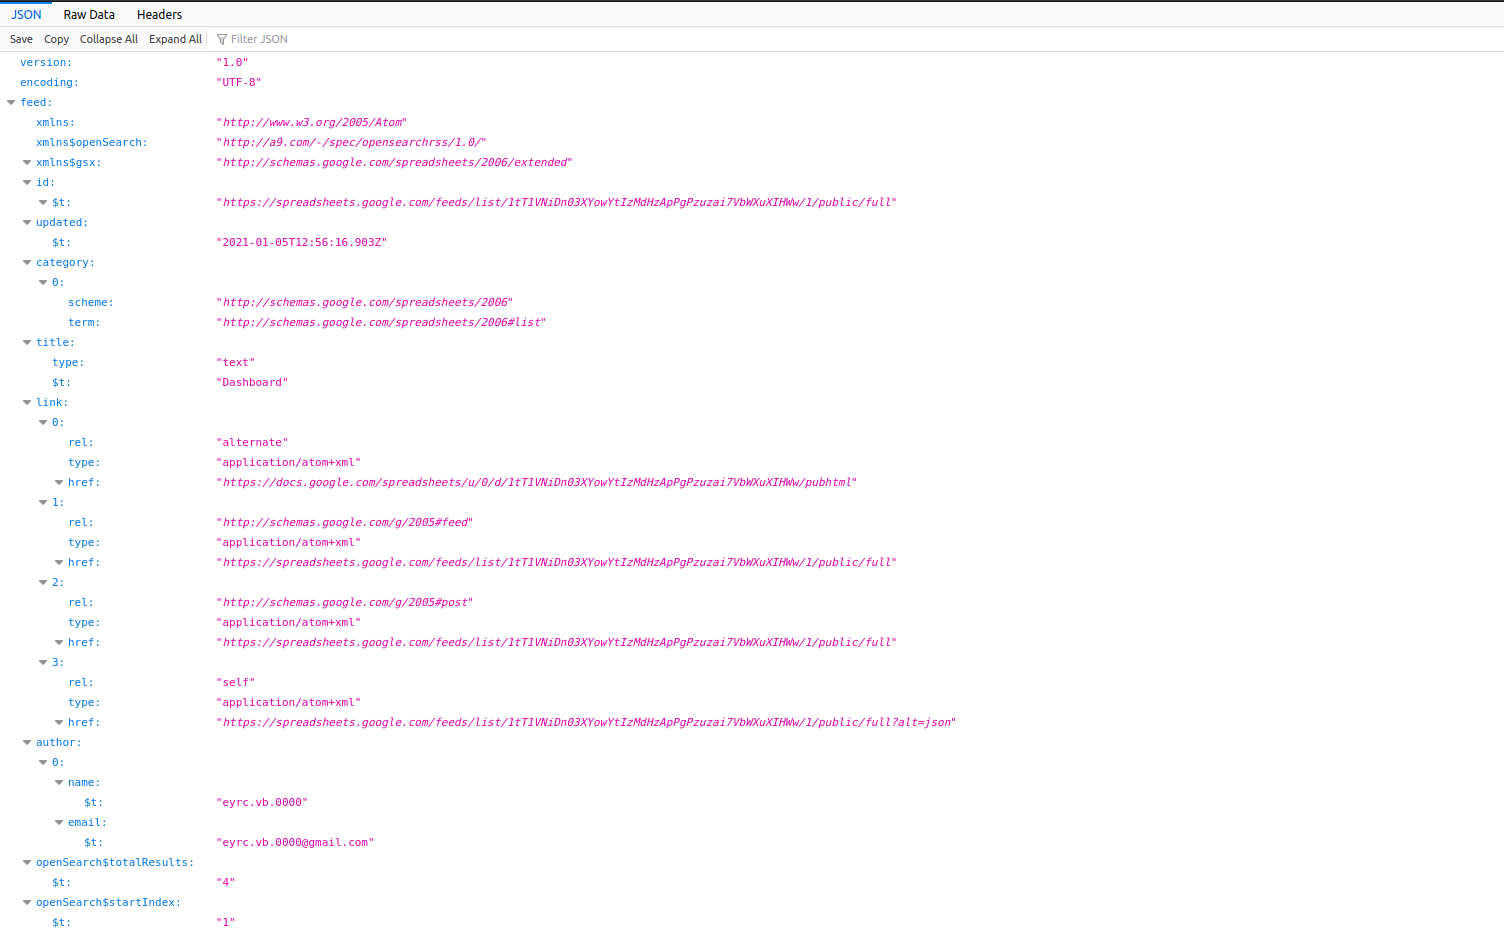 JSON Raw Data Headers
Save Copy Collapse All Expand All Filter JSON
version: "1.0"
encoding: "UTF-8"
feed:
xmlns: "http://www.w3.org/2005/Atom"
xmlns$openSearch: "http://a9.com/-/spec/opensearchrss/1.0/"
xmlns$gsx: "http://schemas.google.com/spreadsheets/2006/extended"
id:
$t: "https://spreadsheets.google.com/feeds/list/1tT1VNiDn03XYowYtIzMdHzApPgPzuzai7VbWXuXIHWw/1/public/full"
updated:
$t: "2021-01-05T12:56:16.903Z"
category:
0:
scheme: "http://schemas.google.com/spreadsheets/2006"
term: "http://schemas.google.com/spreadsheets/2006#list"
title:
type: "text"
$t: "Dashboard"
link:
0:
rel: "alternate"
type: "application/atom+xml"
href: "https://docs.google.com/spreadsheets/u/0/d/1tT1VNiDn03XYowYtIzMdHzApPgPzuzai7VbWXuXIHWw/pubhtml"
1:
rel: "http://schemas.google.com/g/2005#feed"
type: "application/atom+xml"
href: "https://spreadsheets.google.com/feeds/list/1tT1VNiDn03XYowYtIzMdHzApPgPzuzai7VbWXuXIHWw/1/public/full"
2:
rel: "http://schemas.google.com/g/2005#post"
type: "application/atom+xml"
href: "https://spreadsheets.google.com/feeds/list/1tT1VNiDn03XYowYtIzMdHzApPgPzuzai7VbWXuXIHWw/1/public/full"
3:
rel: "self"
type: "application/atom+xml"
href: "https://spreadsheets.google.com/feeds/list/1tT1VNiDn03XYowYtIzMdHzApPgPzuzai7VbWXuXIHWw/1/public/full?alt=json"
author:
0:
name:
$t: "eyrc.vb.0000"
email:
$t: "eyrc.vb.0000@gmail.com"
openSearch$totalResults:
$t: "4"
openSearch$startIndex:
$t: "1"